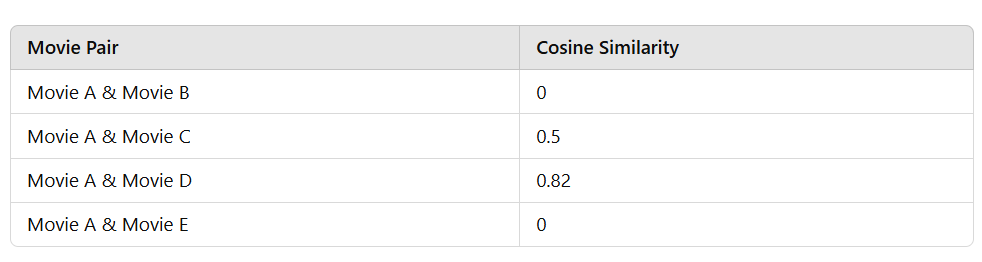 Movie Pair Cosine Similarity
Movie A & Movie B 0
Movie A & Movie C 0.5
Movie A & Movie D 0.82
Movie A & Movie E 0